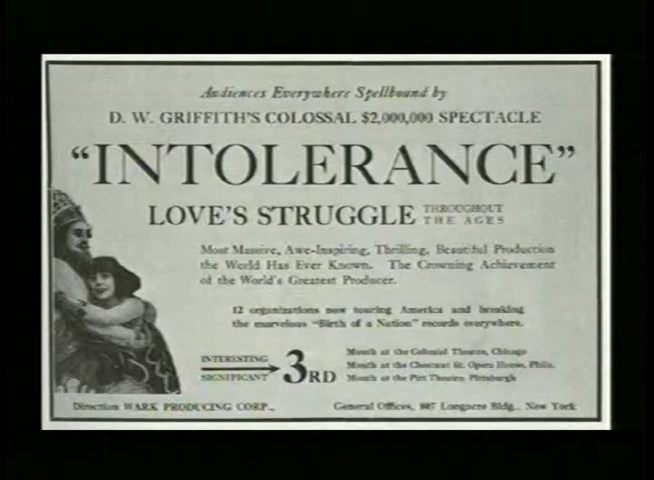 Audiences Everywhere Spellbound by
D. W. GRIFFITH'S COLOSSAL $2,000,000 SPECTACLE
"INTOLERANCE"
LOVE'S STRUGGLE THROUGHOUT
THE AGES
Most Massive, Awe-Inspiring, Thrilling, Beautiful Production
the World Has Ever Known. The Crowning Achievement
of the World's Greatest Producer.
12 organizations now touring America and breaking
the marvelous "Birth of a Nation" records everywhere.
INTERESTING
SIGNIFICANT
3RD
Month at the Colonial Theatre, Chicago
Month at the Chestnut St. Opera House, Phila.
Month at the Pitt Theatre, Pittsburgh
Direction WARK PRODUCING CORP.,
General Offices, 807 Longacre Bldg., New York